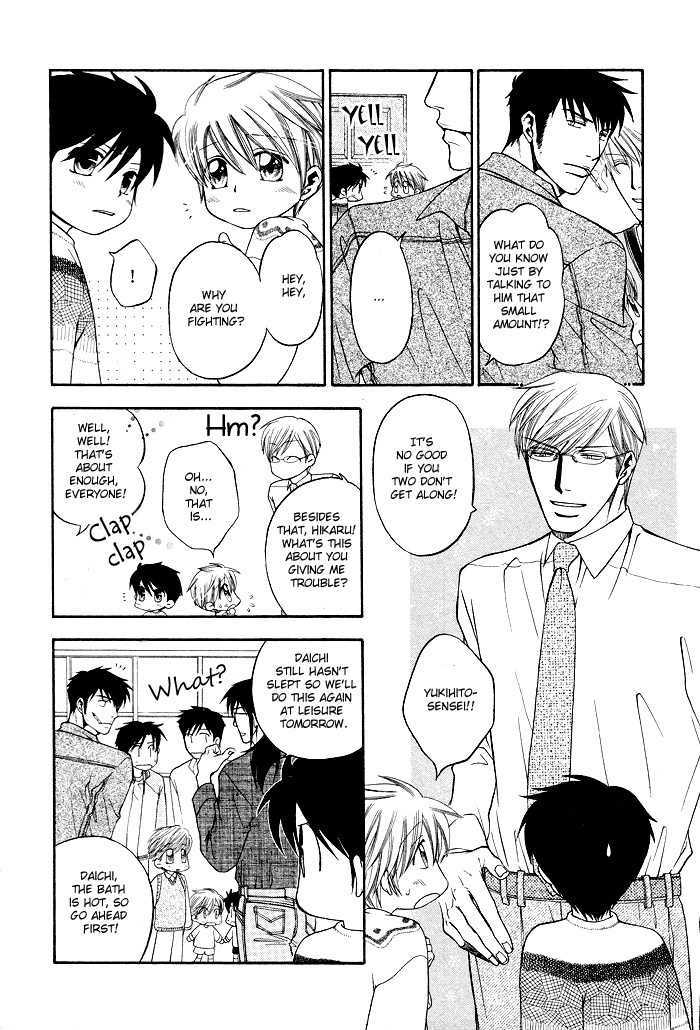 WHAT DO
YOU KNOW
JUST BY
TALKING TO
HIM THAT
SMALL
AMOUNT!?
YELL
YELL
...
HEY,
HEY,
WHY
ARE YOU
FIGHTING?
!
IT'S
NO GOOD
IF YOU
TWO DON'T
GET ALONG!
YUKIHITO-
SENSEI!!
Hm?
BESIDES
THAT, HIKARU!
WHAT'S THIS
ABOUT YOU
GIVING ME
TROUBLE?
OH...
NO,
THAT
IS...
WELL,
WELL!
THAT'S
ABOUT
ENOUGH,
EVERYONE!
Clap
clap
DAICHI
STILL HASN'T
SLEPT SO WE'LL
DO THIS AGAIN
AT LEISURE
TOMORROW.
What?
DAICHI,
THE BATH
IS HOT, SO
GO AHEAD
FIRST!